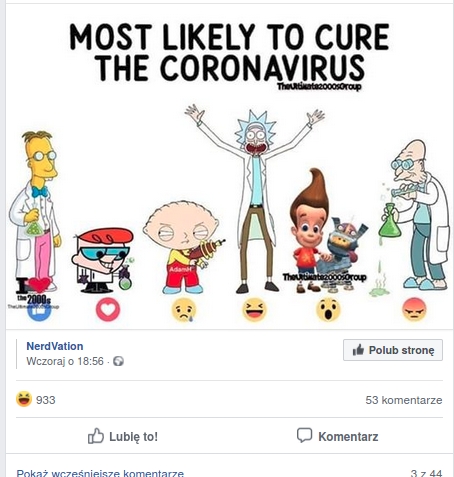 MOST LIKELY TO CURE
THE CORONAVIRUS
TheUltimate2000sGroup
AdamH
TheUltimate2000sGroup
I
the 2000s
TheUltimate2000sGroup
NerdVation
Wczoraj o 18:56 ·
Polub stronę
933
53 komentarze
Lubię to!
Komentarz
Pokaż wcześniejsze komentarze
3 z 44